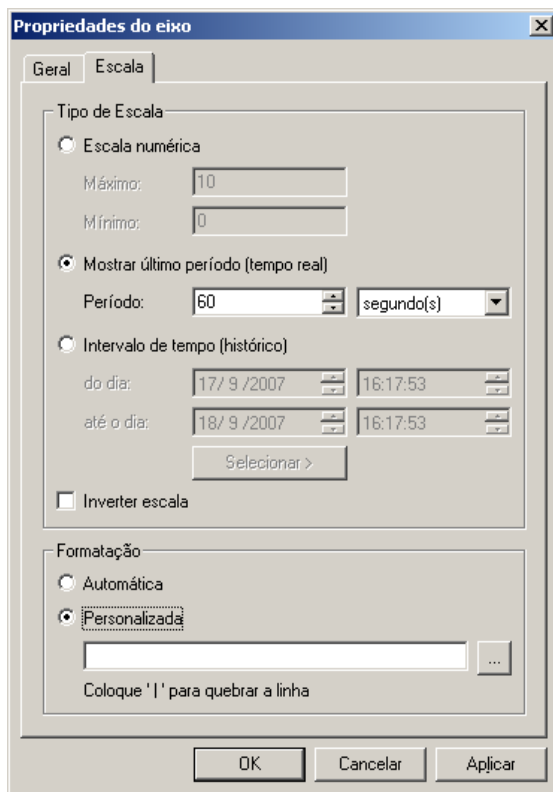 Propriedades do eixo
Geral Escala
Tipo de Escala
Escala numérica
Máximo: 10
Mínimo: 0
Mostrar último período (tempo real)
Período: 60 segundo(s)
Intervalo de tempo (histórico)
do dia: 17/ 9 /2007 16:17:53
até o dia: 18/ 9 /2007 16:17:53
Selecionar >
Inverter escala
Formatação
Automática
Personalizada
...
Coloque ' | ' para quebrar a linha
OK Cancelar Aplicar